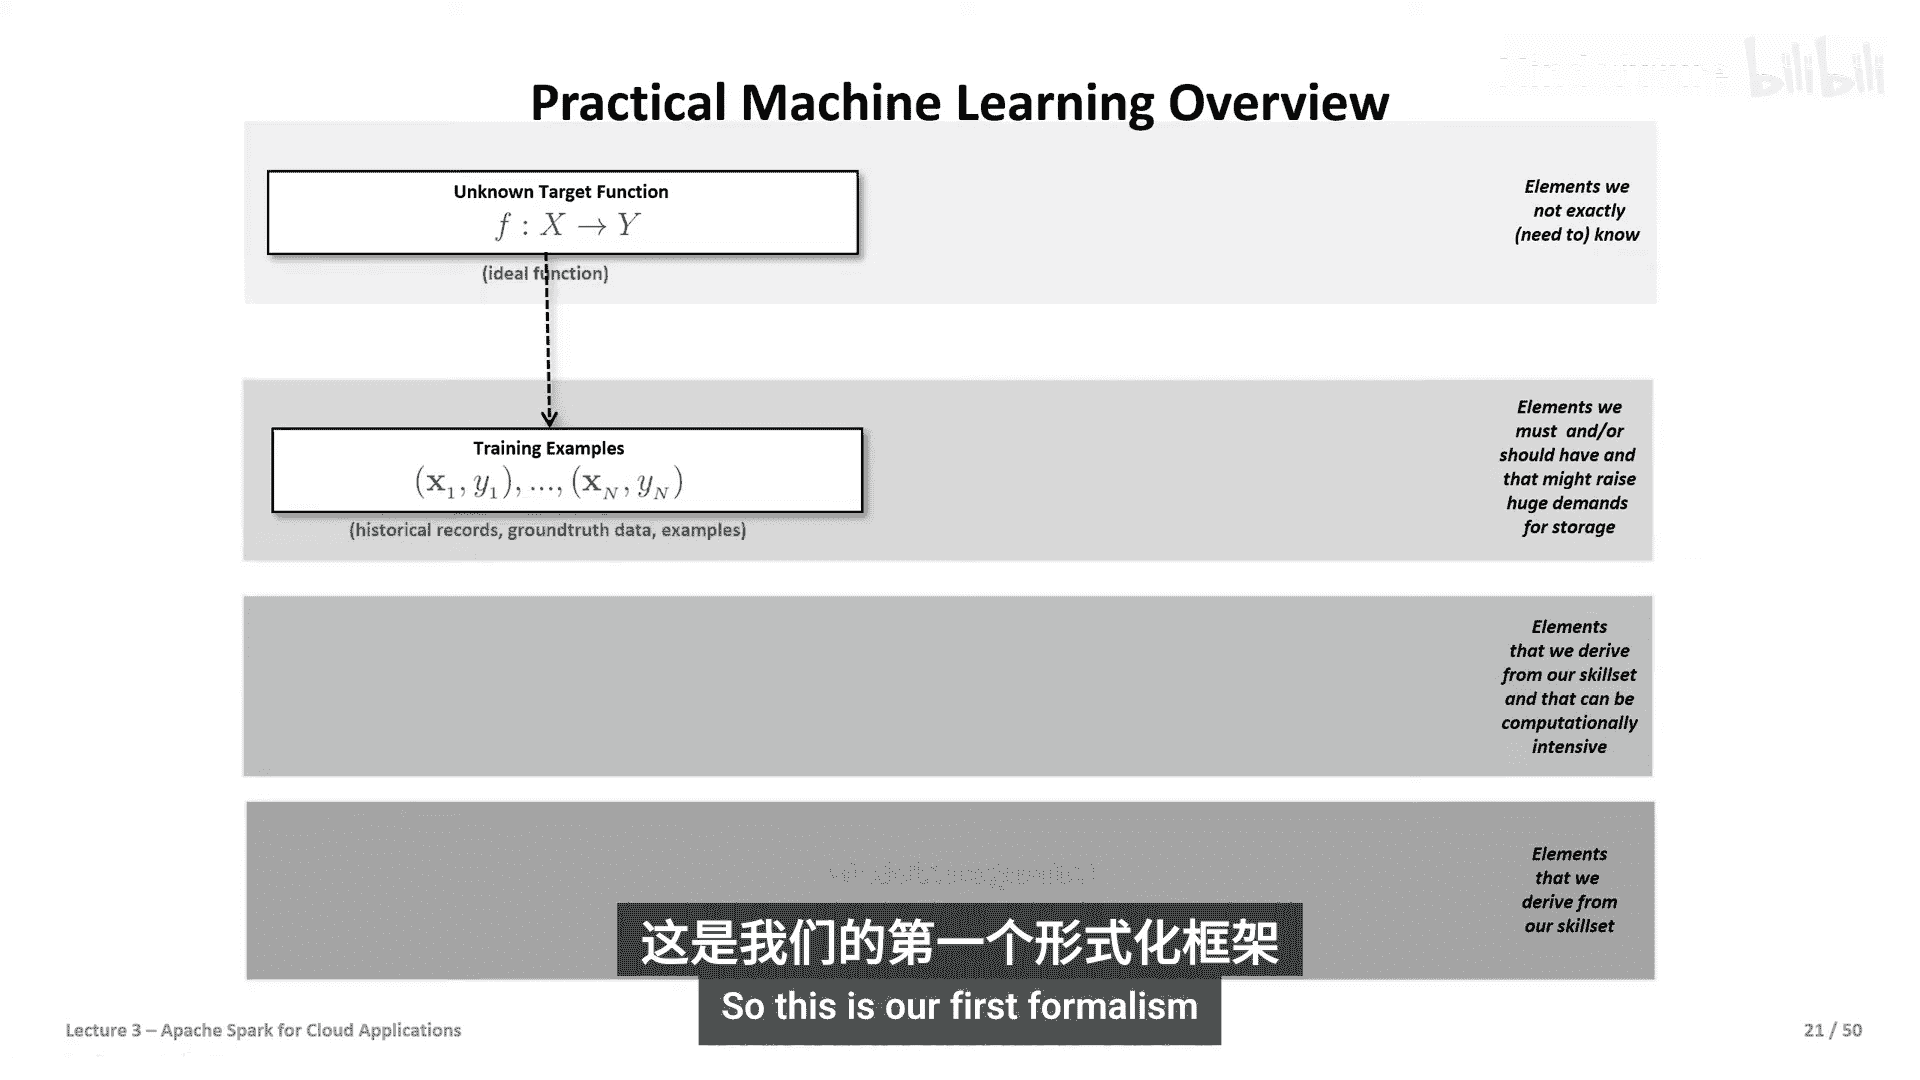 bilibili
Practical Machine Learning Overview
Unknown Target Function
f : X → Y
(ideal function)
Elements we
not exactly
(need to) know
Training Examples
(x₁, y₁), ..., (x_N, y_N)
(historical records, groundtruth data, examples)
Elements we
must and/or
should have and
that might raise
huge demands
for storage
Elements
that we derive
from our skillset
and that can be
computationally
intensive
Elements
that we
derive from
our skillset
这是我们的第一个形式化框架
So this is our first formalism
Lecture 3 – Apache Spark for Cloud Applications
21 / 50